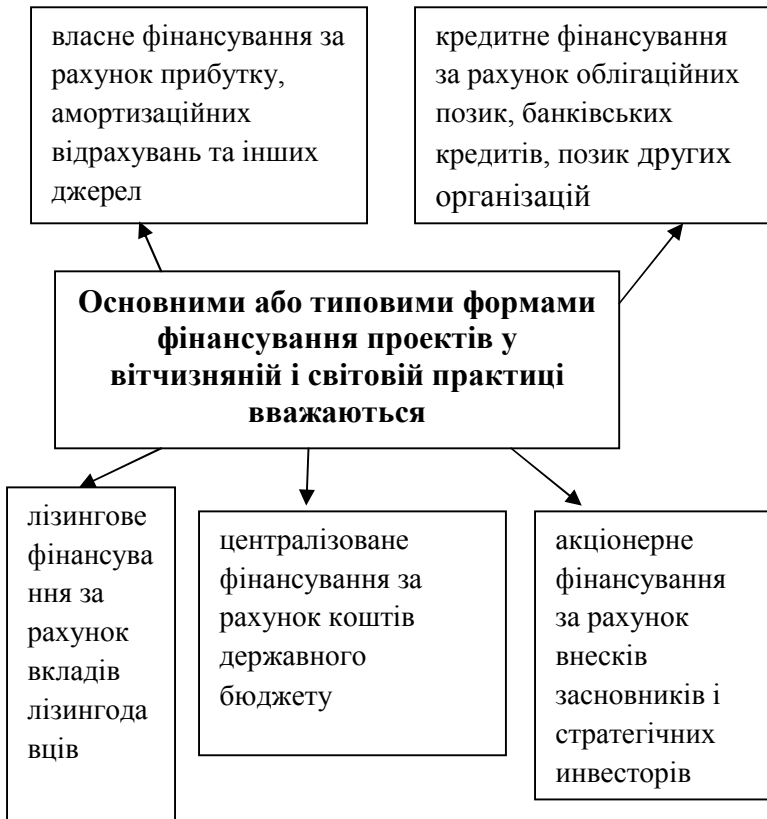 власне фінансування за
рахунок прибутку,
амортизаційних
відрахувань та інших
джерел
кредитне фінансування
за рахунок облігаційних
позик, банківських
кредитів, позик других
організацій
Основними або типовими формами
фінансування проектів у
вітчизняній і світовій практиці
вважаються
лізингове
фінансува
ння за
рахунок
вкладів
лізингода
вців
централізоване
фінансування за
рахунок коштів
державного
бюджету
акціонерне
фінансування
за рахунок
внесків
засновників і
стратегічних
инвесторів